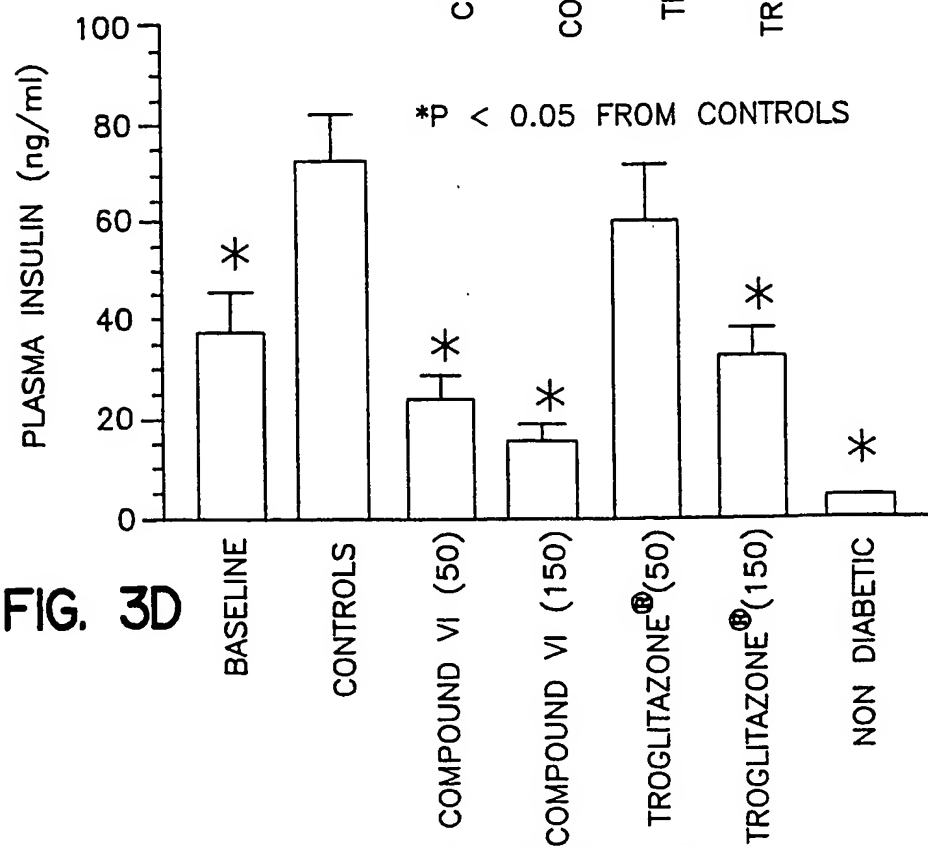 100
80
60
40
20
0
PLASMA INSULIN (ng/ml)
*P < 0.05 FROM CONTROLS
*
*
*
*
*
BASELINE
CONTROLS
COMPOUND VI (50)
COMPOUND VI (150)
TROGLITAZONE®(50)
TROGLITAZONE®(150)
NON DIABETIC
FIG. 3D